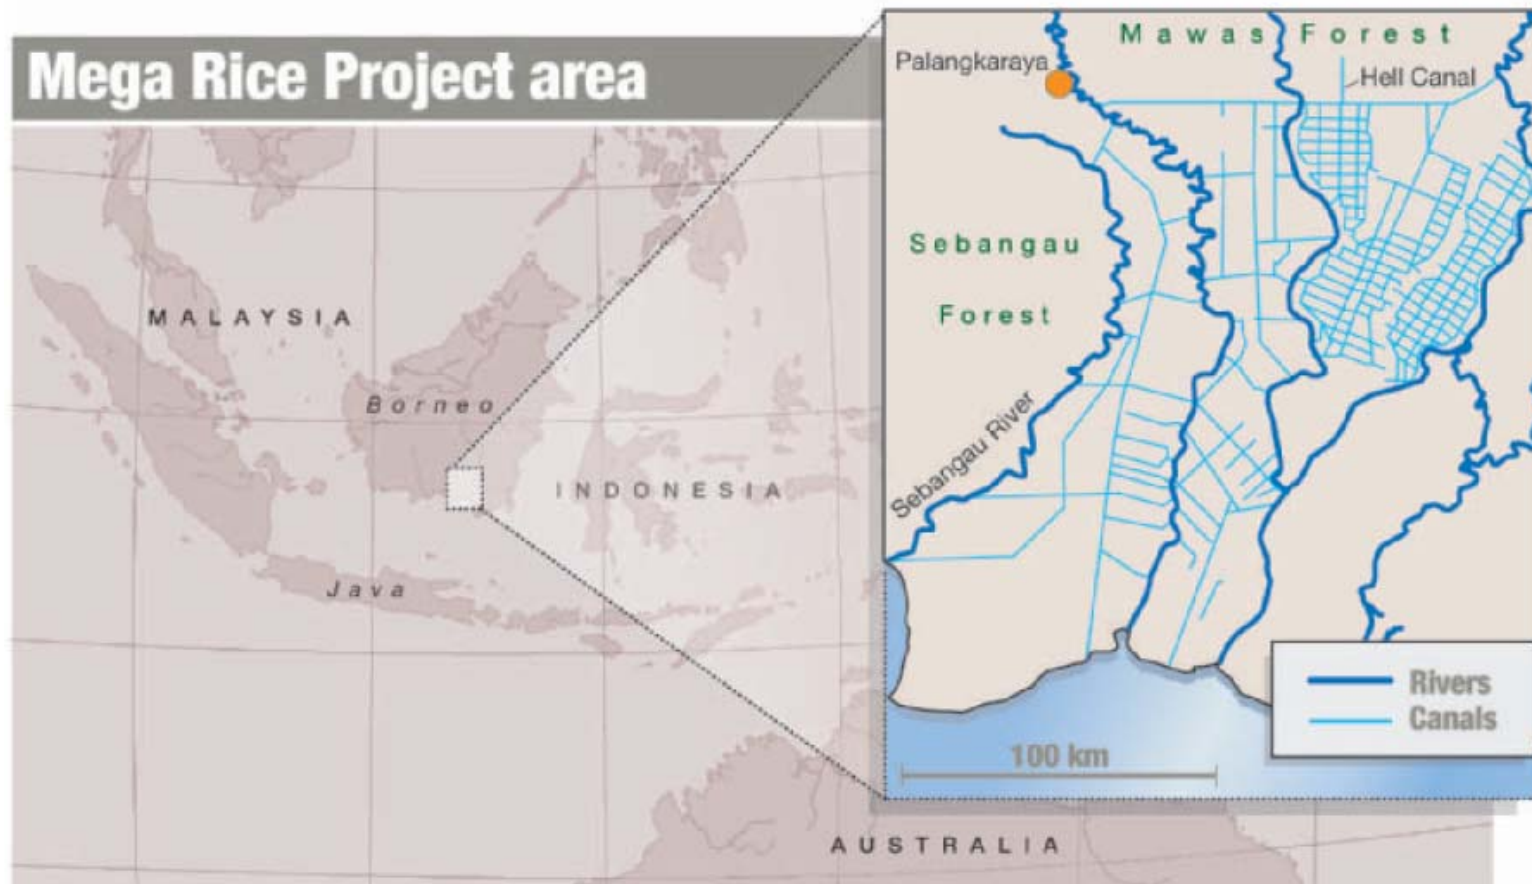 Mega Rice Project area
MALAYSIA
Borneo
INDONESIA
Java
AUSTRALIA
Mawas Forest
Palangkaraya
Hell Canal
Sebangau
Forest
Sebangau River
Rivers
Canals
100 km